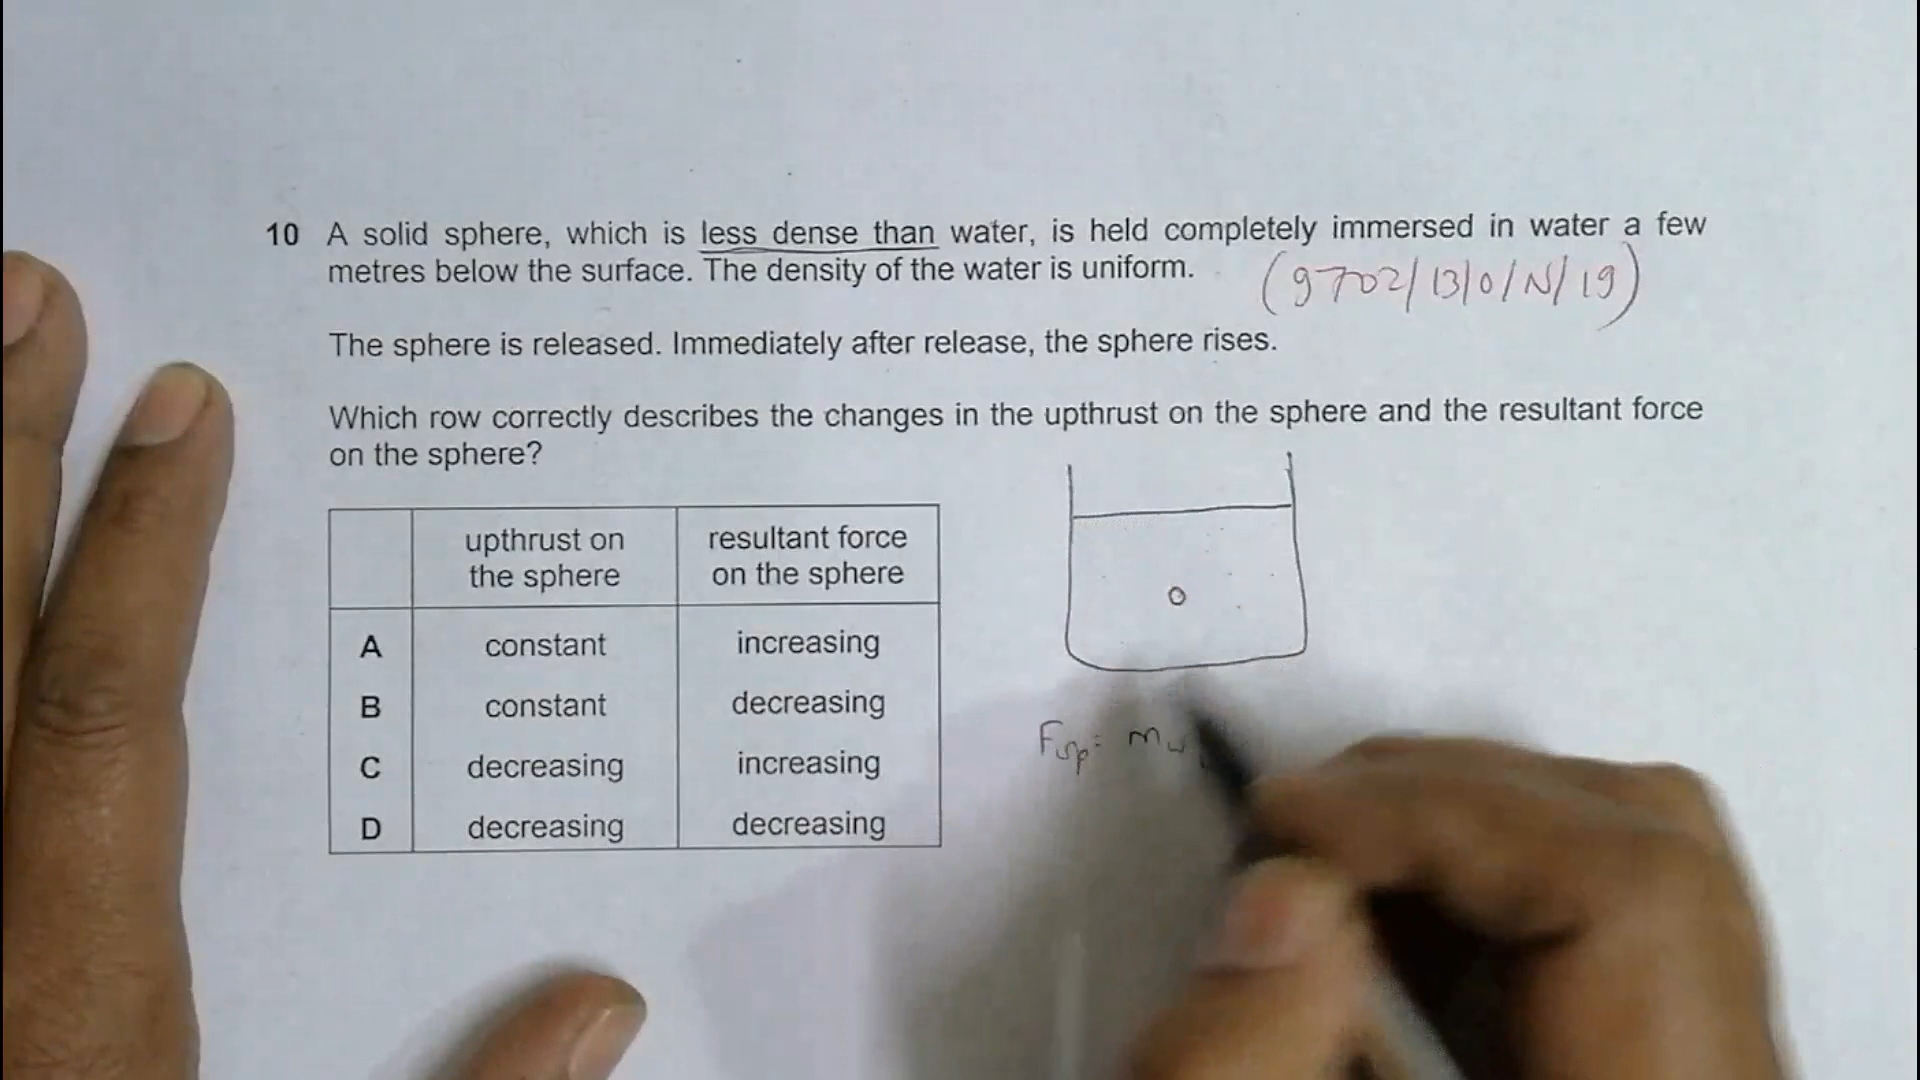 10 A solid sphere, which is less dense than water, is held completely immersed in water a few
metres below the surface. The density of the water is uniform.
(9702/13/O/N/19)
The sphere is released. Immediately after release, the sphere rises.
Which row correctly describes the changes in the upthrust on the sphere and the resultant force
on the sphere?
upthrust on
the sphere
resultant force
on the sphere
A constant increasing
B constant decreasing
C decreasing increasing
D decreasing decreasing
Fup = mw